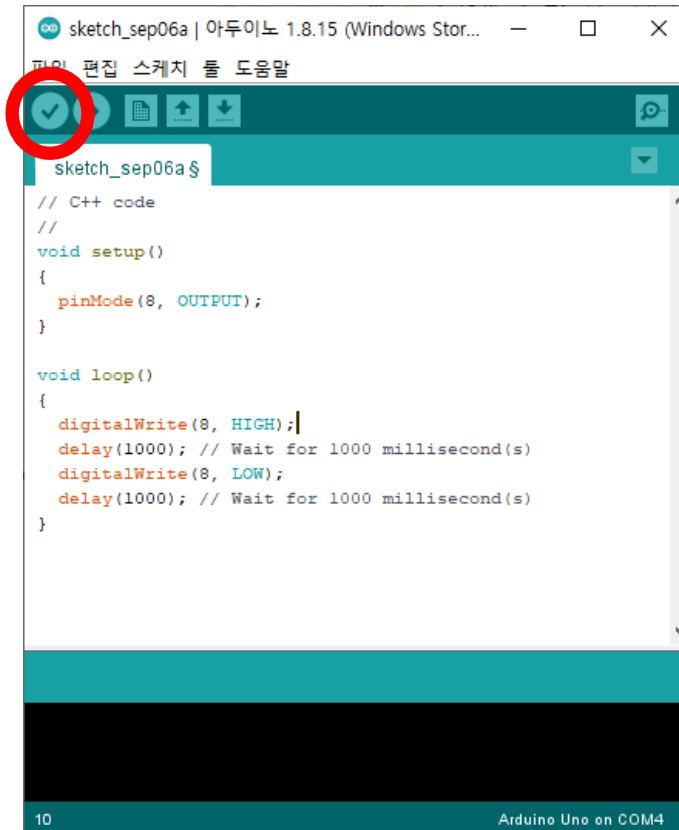 sketch_sep06a | 아두이노 1.8.15 (Windows Stor...
파일 편집 스케치 툴 도움말
sketch_sep06a §
// C++ code
//
void setup()
{
  pinMode(8, OUTPUT);
}
void loop()
{
  digitalWrite(8, HIGH);
  delay(1000); // Wait for 1000 millisecond(s)
  digitalWrite(8, LOW);
  delay(1000); // Wait for 1000 millisecond(s)
}
10 Arduino Uno on COM4